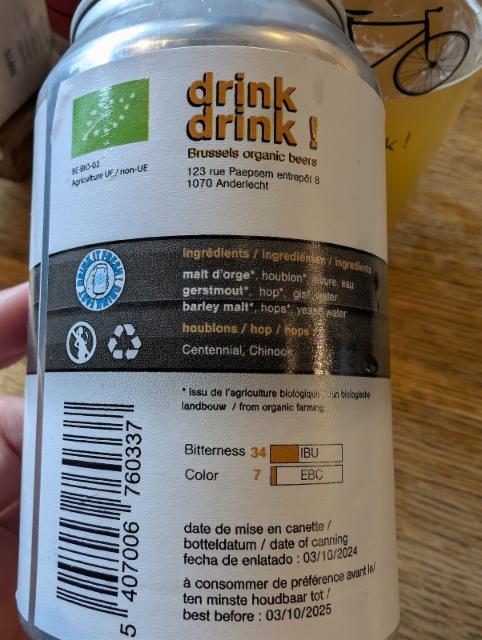 drink
drink !
Brussels organic beers
123 rue Paepsem entrepôt 8
1070 Anderlecht
BE-BIO-02
Agriculture UE / non-UE
ingrédients / ingrediënten / ingredients
malt d'orge*, houblon*, levure, eau
gerstmout*, hop*, gist, water
barley malt*, hops*, yeast, water
houblons / hop / hops :
Centennial, Chinook
DRINK IT FRESH!
* issu de l'agriculture biologique / biologische
landbouw / from organic farming
Bitterness 34 IBU
Color 7 EBC
date de mise en canette /
botteldatum / date of canning
fecha de enlatado : 03/10/2024
à consommer de préférence avant le/
ten minste houdbaar tot /
best before : 03/10/2025
5 407006 760337
k !